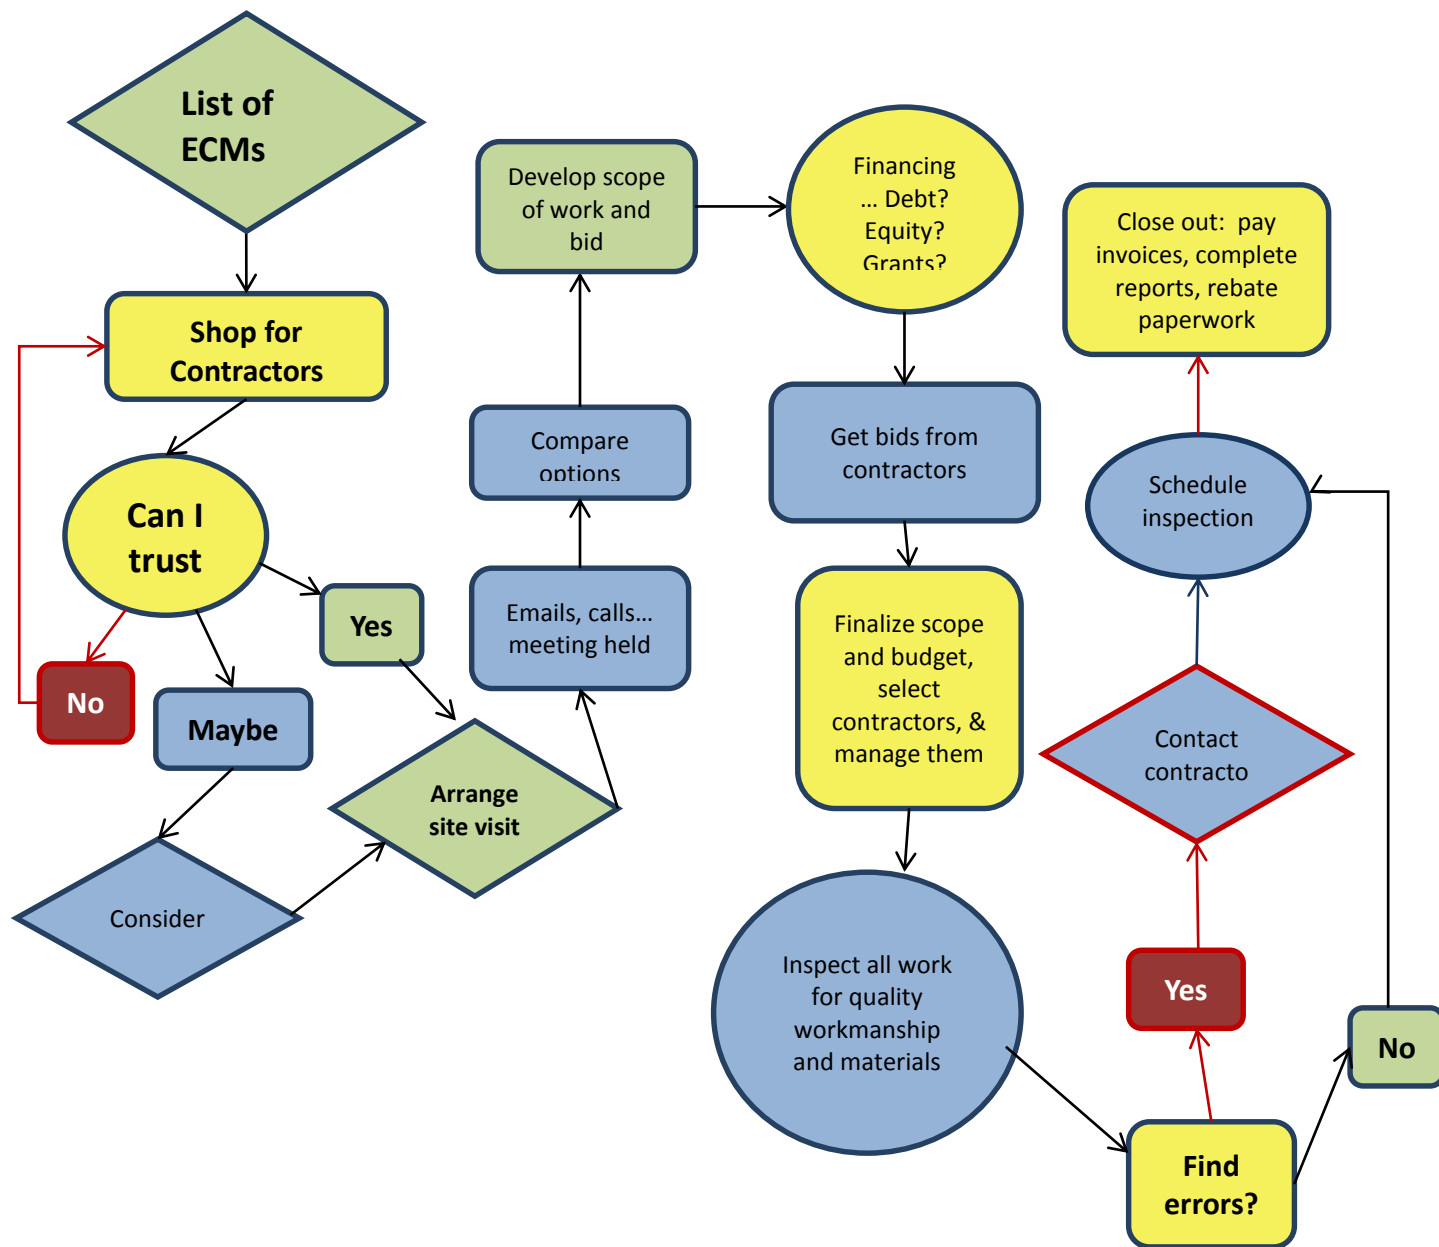 List of
ECMs
Shop for
Contractors
Can I
trust
No
Maybe
Yes
Consider
Arrange
site visit
Emails, calls…
meeting held
Compare
options
Develop scope
of work and
bid
Financing
… Debt?
Equity?
Grants?
Get bids from
contractors
Finalize scope
and budget,
select
contractors, &
manage them
Inspect all work
for quality
workmanship
and materials
Find
errors?
Yes
No
Contact
contracto
Schedule
inspection
Close out:  pay
invoices, complete
reports, rebate
paperwork